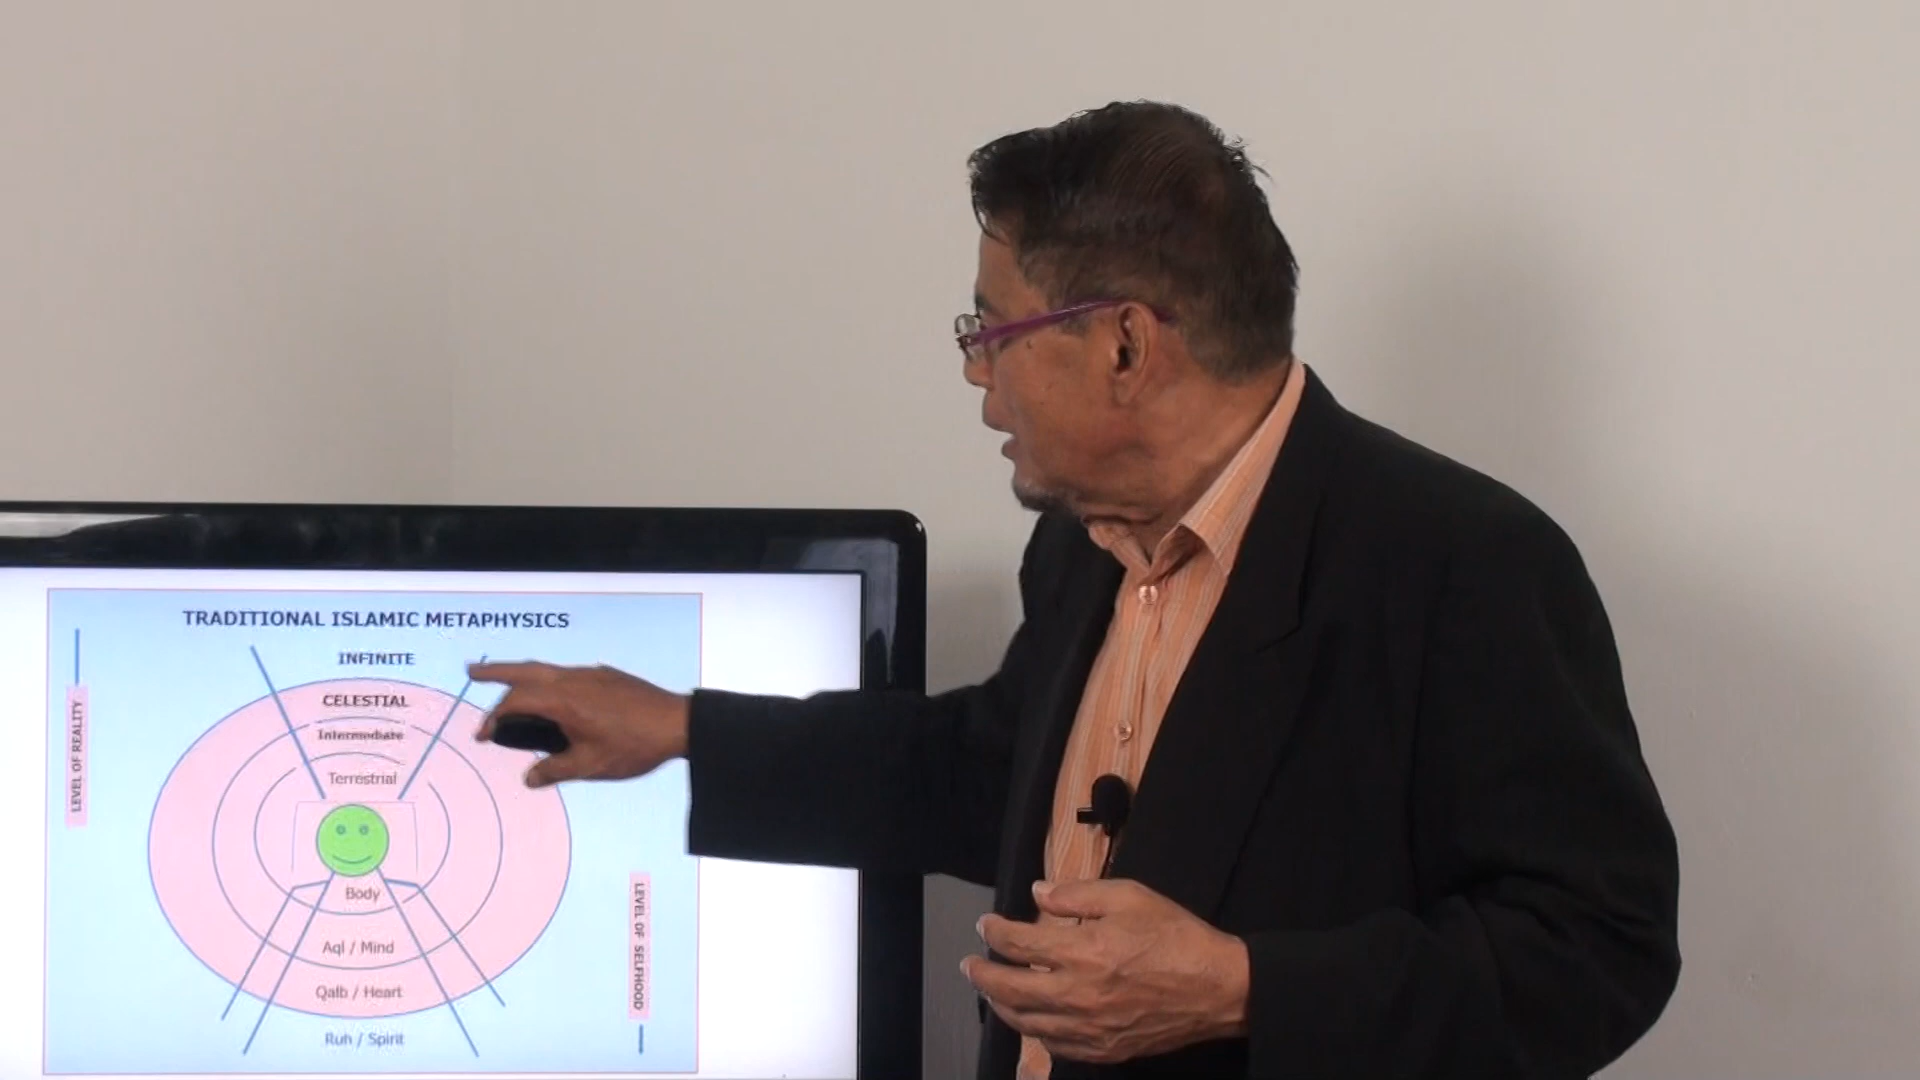 TRADITIONAL ISLAMIC METAPHYSICS
INFINITE
CELESTIAL
Intermediate
Terrestrial
LEVEL OF REALITY
Body
Aql / Mind
Qalb / Heart
Ruh / Spirit
LEVEL OF SELFHOOD